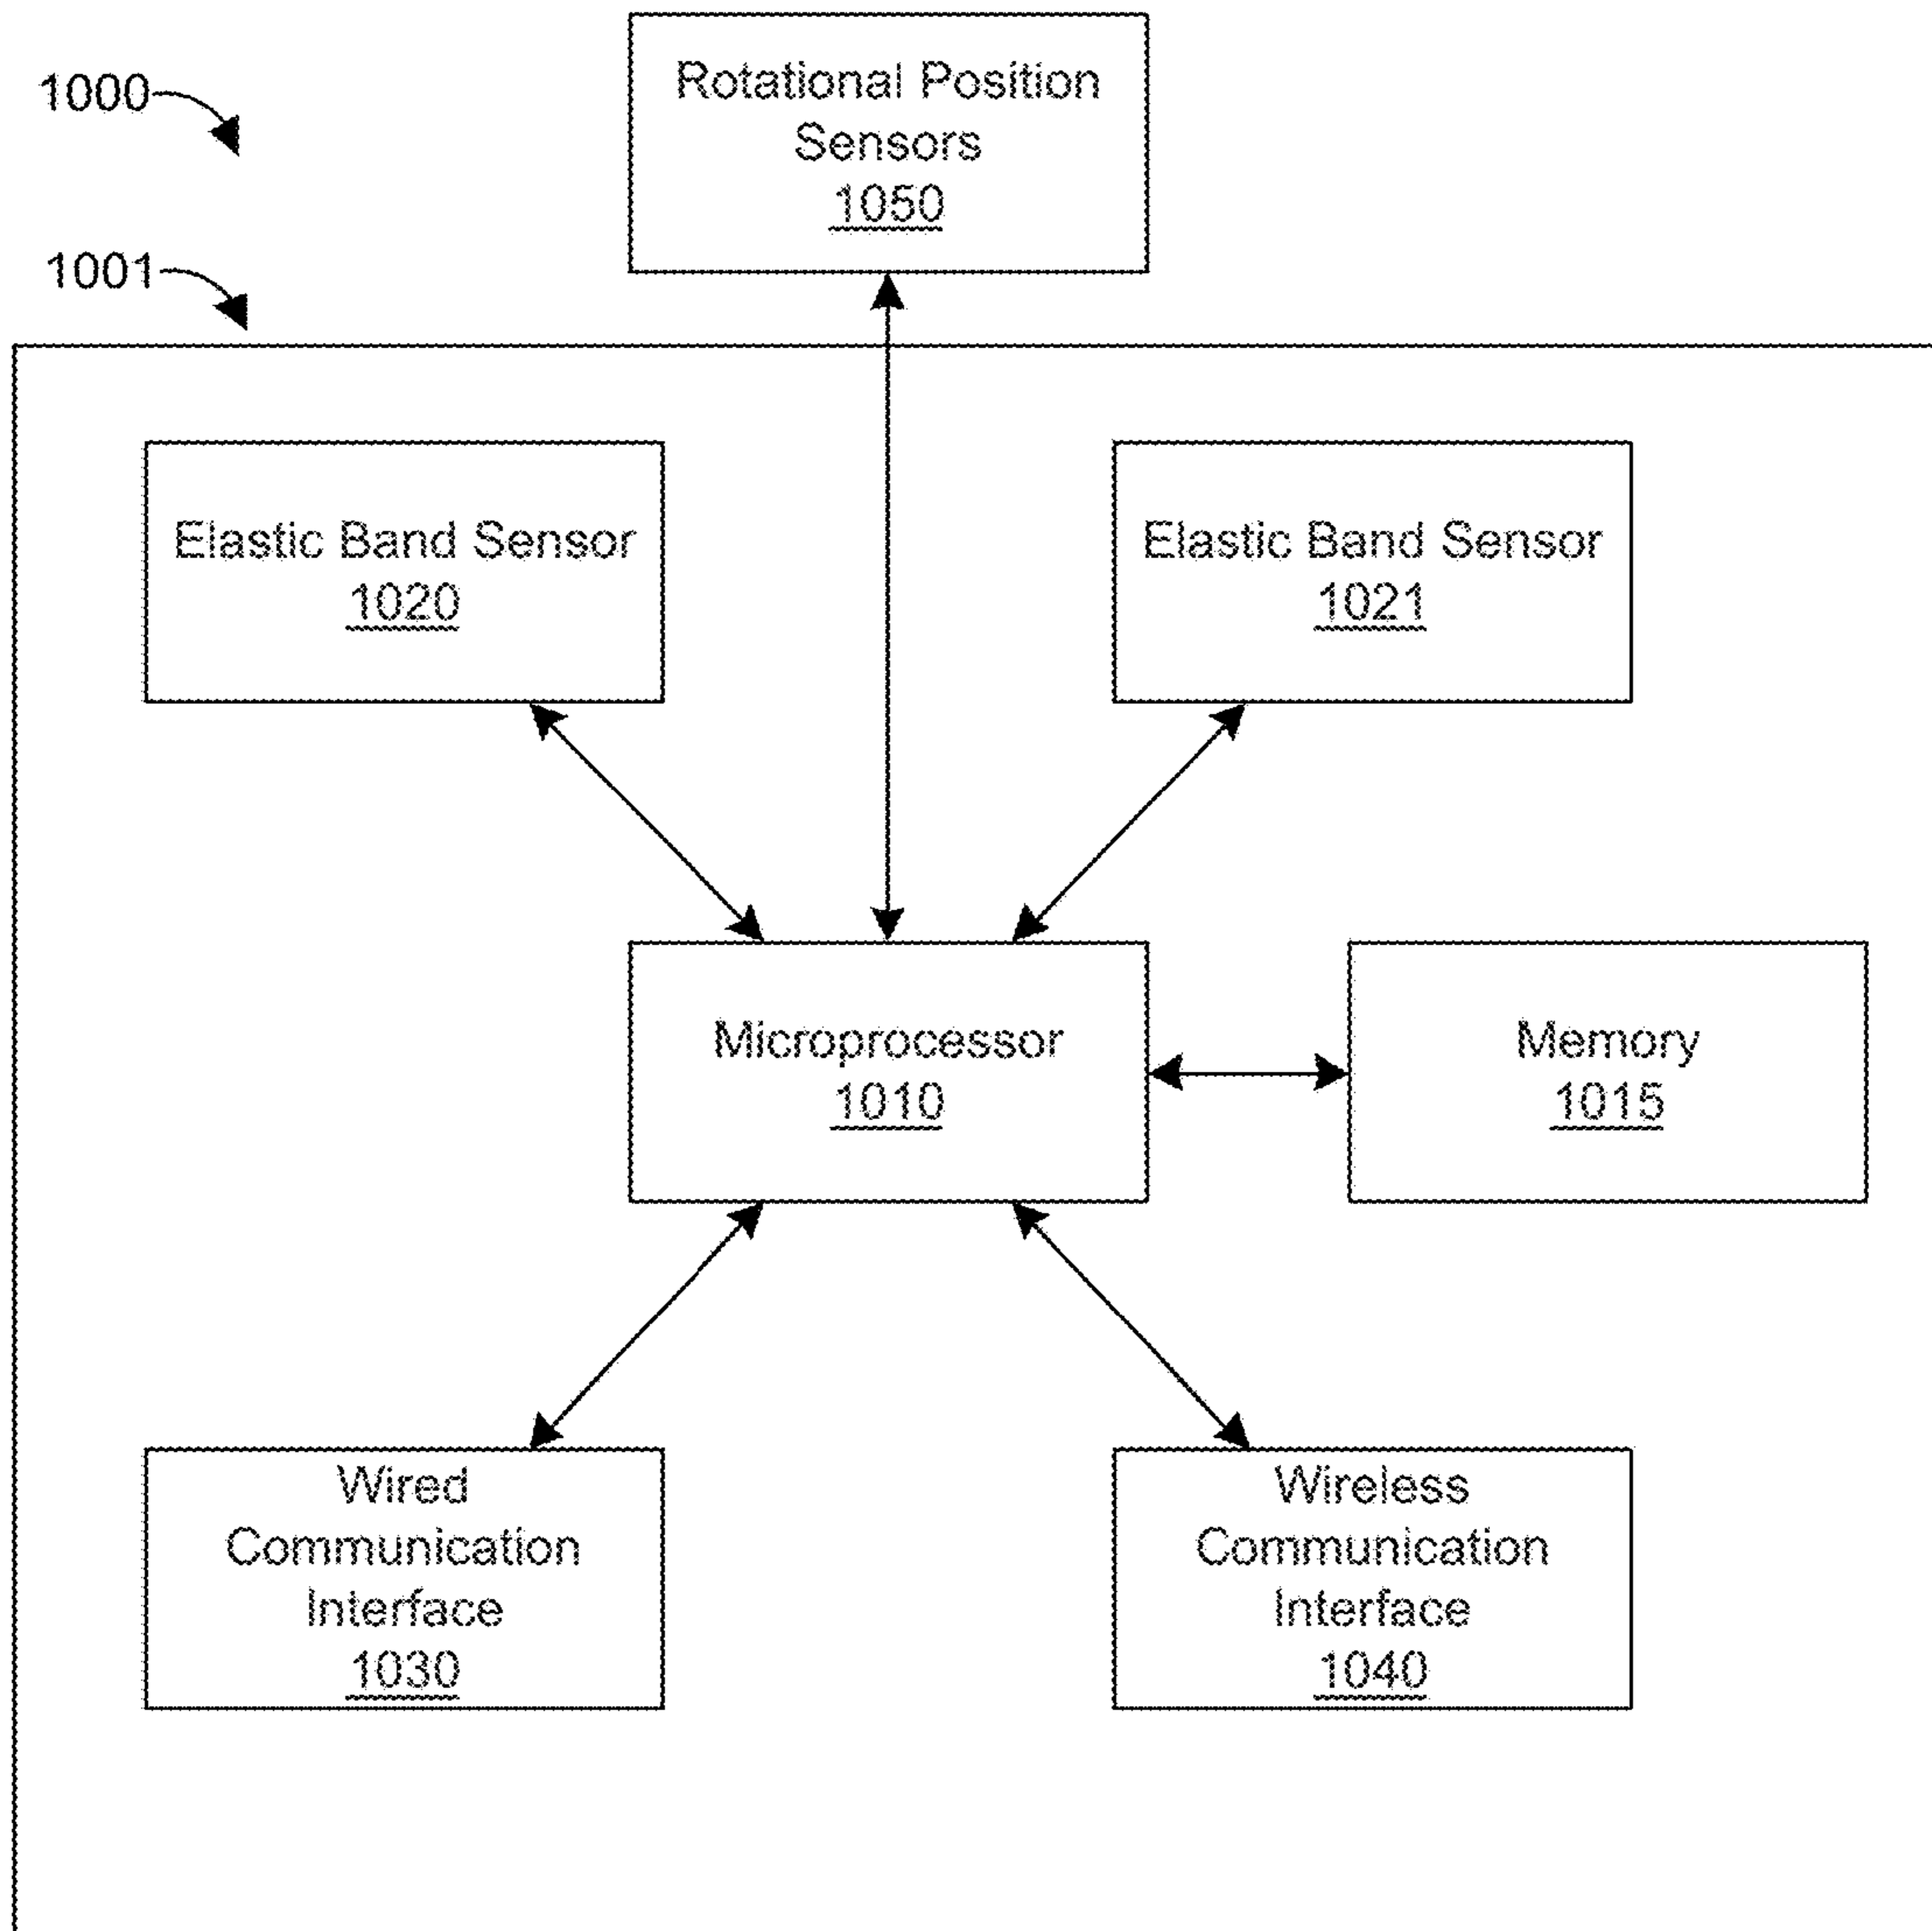 1000
Rotational Position
Sensors
1050
1001
Elastic Band Sensor
1020
Elastic Band Sensor
1021
Microprocessor
1010
Memory
1015
Wired
Communication
Interface
1030
Wireless
Communication
Interface
1040